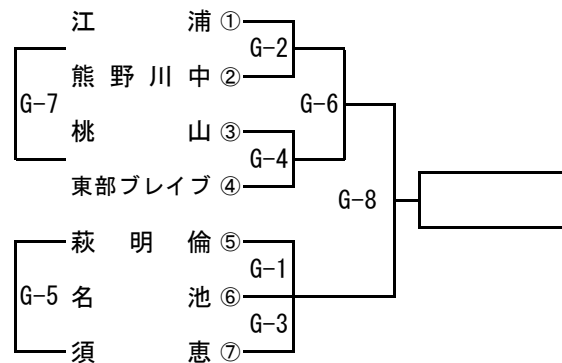 江 浦 ①
G-2
熊 野 川 中 ②
G-7
G-6
桃 山 ③
G-4
東部ブレイブ ④
G-8
萩 明 倫 ⑤
G-1
G-5
名 池 ⑥
G-3
須 恵 ⑦